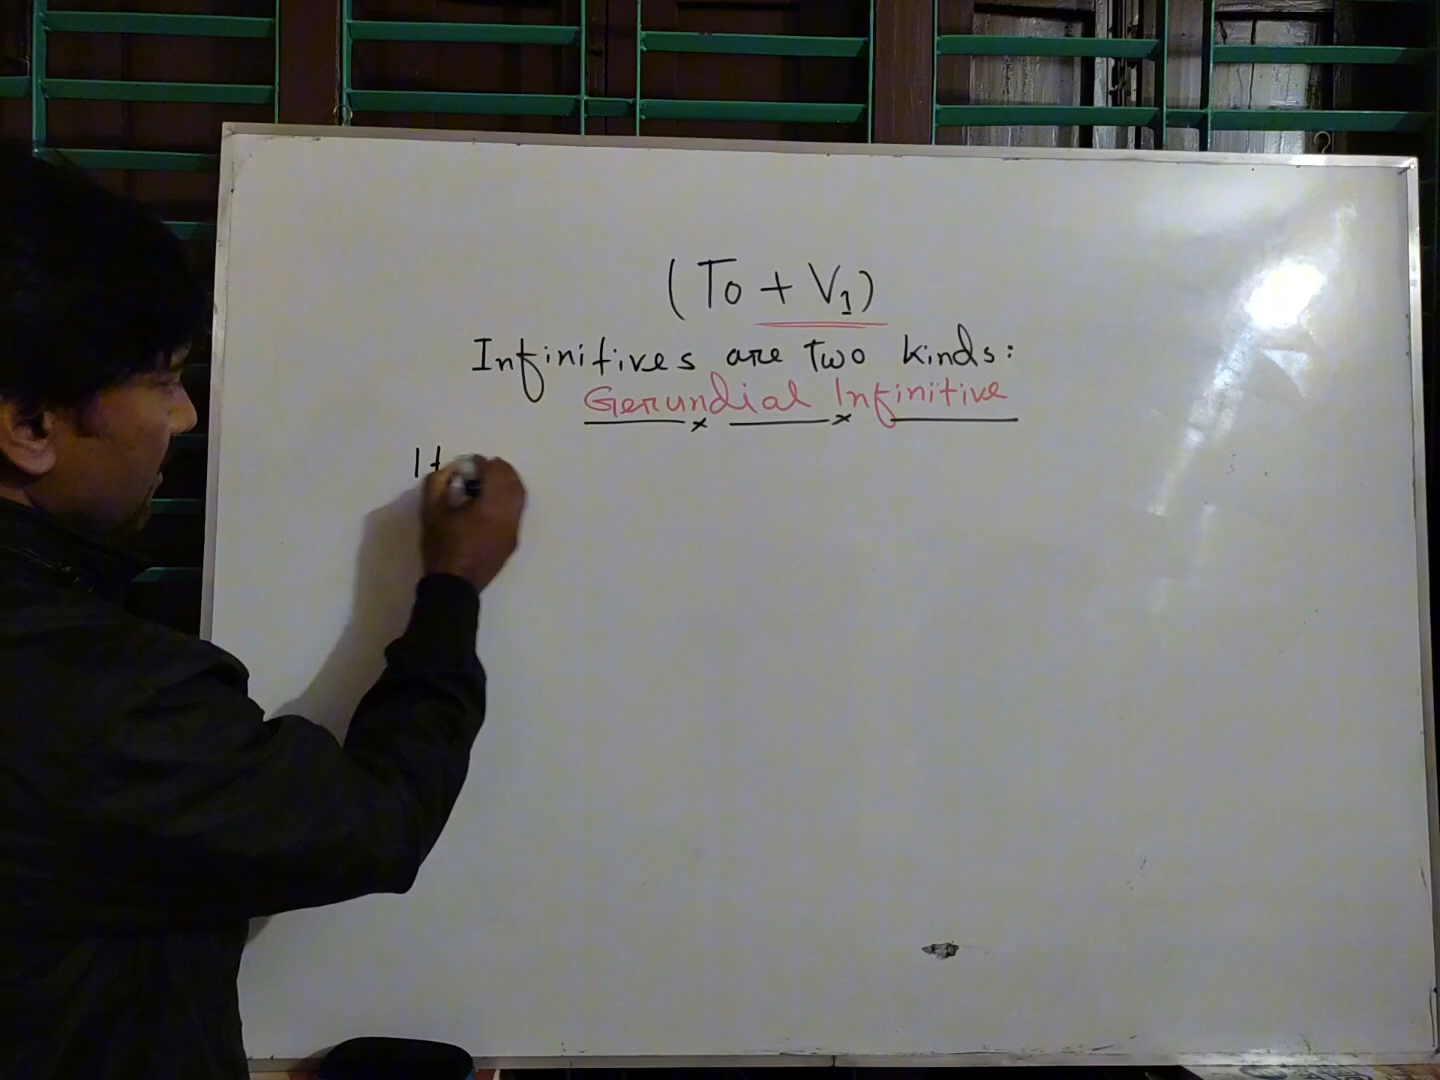 (To + V1)
Infinitives are Two kinds:
Gerundial Infinitive
It